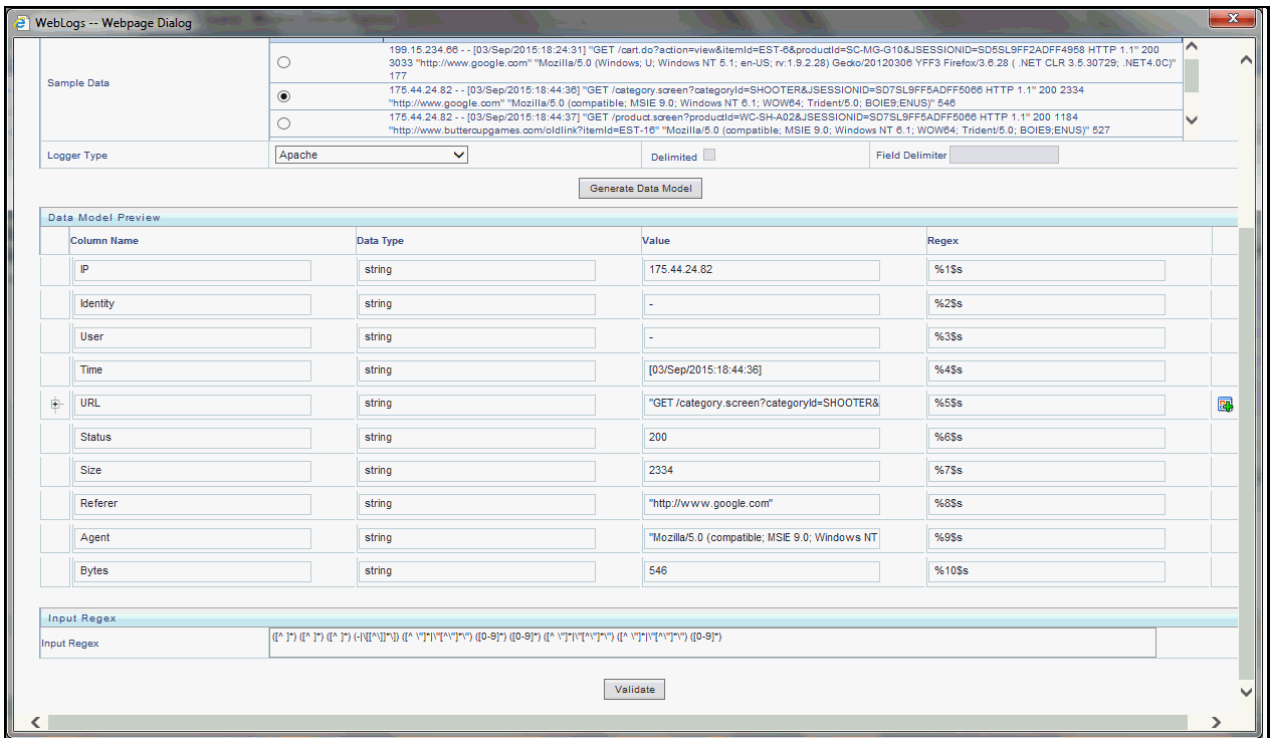 WebLogs -- Webpage Dialog
x
Sample Data
199.15.234.66 - - [03/Sep/2015:18:24:31] "GET /cart.do?action=view&itemId=EST-6&productId=SC-MG-G10&JSESSIONID=SD5SL9FF2ADFF4958 HTTP 1.1" 200
3033 "http://www.google.com" "Mozilla/5.0 (Windows; U; Windows NT 5.1; en-US; rv:1.9.2.28) Gecko/20120306 YFF3 Firefox/3.6.28 ( .NET CLR 3.5.30729; .NET4.0C)"
177
175.44.24.82 - - [03/Sep/2015:18:44:36] "GET /category.screen?categoryId=SHOOTER&JSESSIONID=SD7SL9FF5ADFF5066 HTTP 1.1" 200 2334
"http://www.google.com" "Mozilla/5.0 (compatible; MSIE 9.0; Windows NT 6.1; WOW64; Trident/5.0; BOIE9;ENUS)" 546
175.44.24.82 - - [03/Sep/2015:18:44:37] "GET /product.screen?productId=WC-SH-A02&JSESSIONID=SD7SL9FF5ADFF5066 HTTP 1.1" 200 1184
"http://www.buttercupgames.com/oldlink?itemId=EST-16" "Mozilla/5.0 (compatible; MSIE 9.0; Windows NT 6.1; WOW64; Trident/5.0; BOIE9;ENUS)" 527
Logger Type Apache Delimited Field Delimiter
Generate Data Model
Data Model Preview
Column Name Data Type Value Regex
IP string 175.44.24.82 %1$s
Identity string - %2$s
User string - %3$s
Time string [03/Sep/2015:18:44:36] %4$s
URL string "GET /category.screen?categoryId=SHOOTER& %5$s
Status string 200 %6$s
Size string 2334 %7$s
Referer string "http://www.google.com" %8$s
Agent string "Mozilla/5.0 (compatible; MSIE 9.0; Windows NT %9$s
Bytes string 546 %10$s
Input Regex
Input Regex ([^ ]*) ([^ ]*) ([^ ]*) (-|\[[^\]]*\]) ([^ \"]*|\"[^\"]*\") ([0-9]*) ([0-9]*) ([^ \"]*|\"[^\"]*\") ([^ \"]*|\"[^\"]*\") ([0-9]*)
Validate